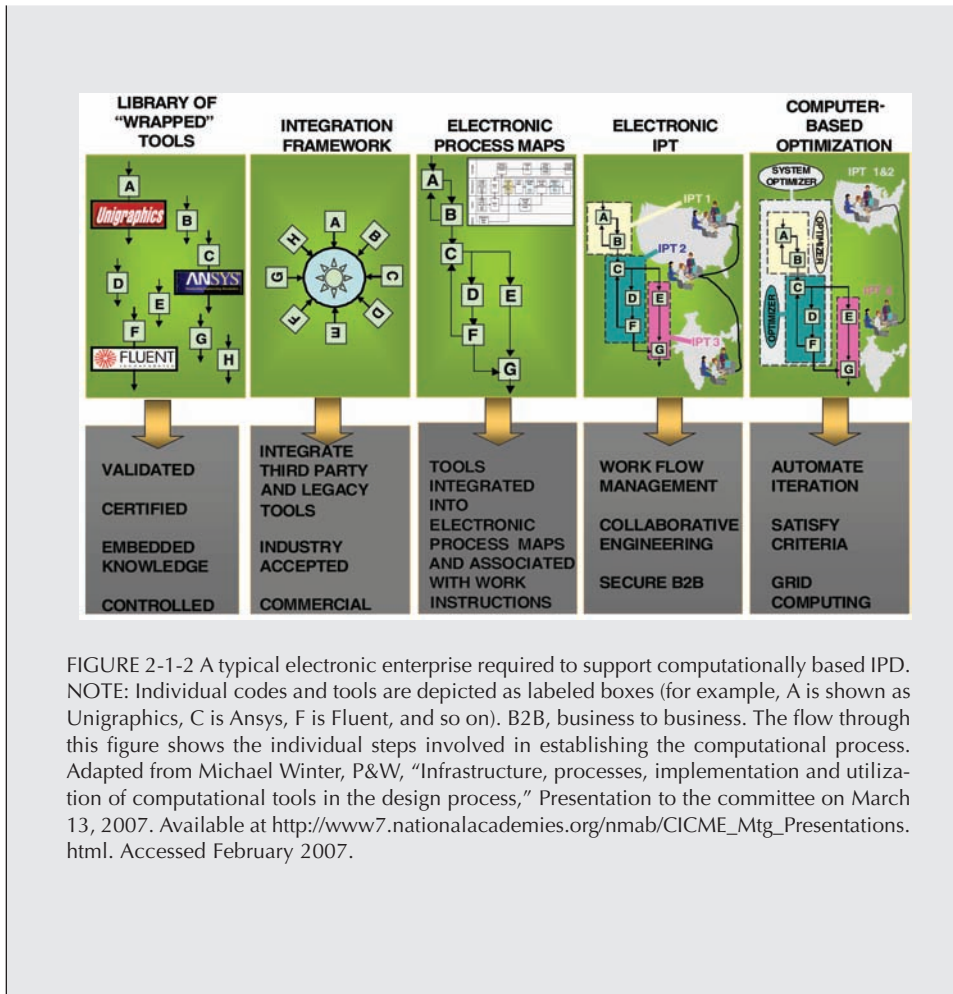 LIBRARY OF
“WRAPPED”
TOOLS
A
Unigraphics
B
C
ANSYS
D
E
F
FLUENT
INCORPORATED
G
H
VALIDATED
CERTIFIED
EMBEDDED
KNOWLEDGE
CONTROLLED
INTEGRATION
FRAMEWORK
A
B
C
D
E
F
G
H
INTEGRATE
THIRD PARTY
AND LEGACY
TOOLS
INDUSTRY
ACCEPTED
COMMERCIAL
ELECTRONIC
PROCESS MAPS
A
B
C
D
E
F
G
TOOLS
INTEGRATED
INTO
ELECTRONIC
PROCESS MAPS
AND ASSOCIATED
WITH WORK
INSTRUCTIONS
ELECTRONIC
IPT
IPT 1
A
B
IPT 2
C
D
E
F
G
IPT 3
WORK FLOW
MANAGEMENT
COLLABORATIVE
ENGINEERING
SECURE B2B
COMPUTER-
BASED
OPTIMIZATION
SYSTEM
OPTIMIZER
IPT 1&2
A
B
OPTIMIZER
C
OPTIMIZER
D
E
F
G
AUTOMATE
ITERATION
SATISFY
CRITERIA
GRID
COMPUTING
FIGURE 2-1-2 A typical electronic enterprise required to support computationally based IPD.
NOTE: Individual codes and tools are depicted as labeled boxes (for example, A is shown as
Unigraphics, C is Ansys, F is Fluent, and so on). B2B, business to business. The flow through
this figure shows the individual steps involved in establishing the computational process.
Adapted from Michael Winter, P&W, “Infrastructure, processes, implementation and utiliza-
tion of computational tools in the design process,” Presentation to the committee on March
13, 2007. Available at http://www7.nationalacademies.org/nmab/CICME_Mtg_Presentations.
html. Accessed February 2007.